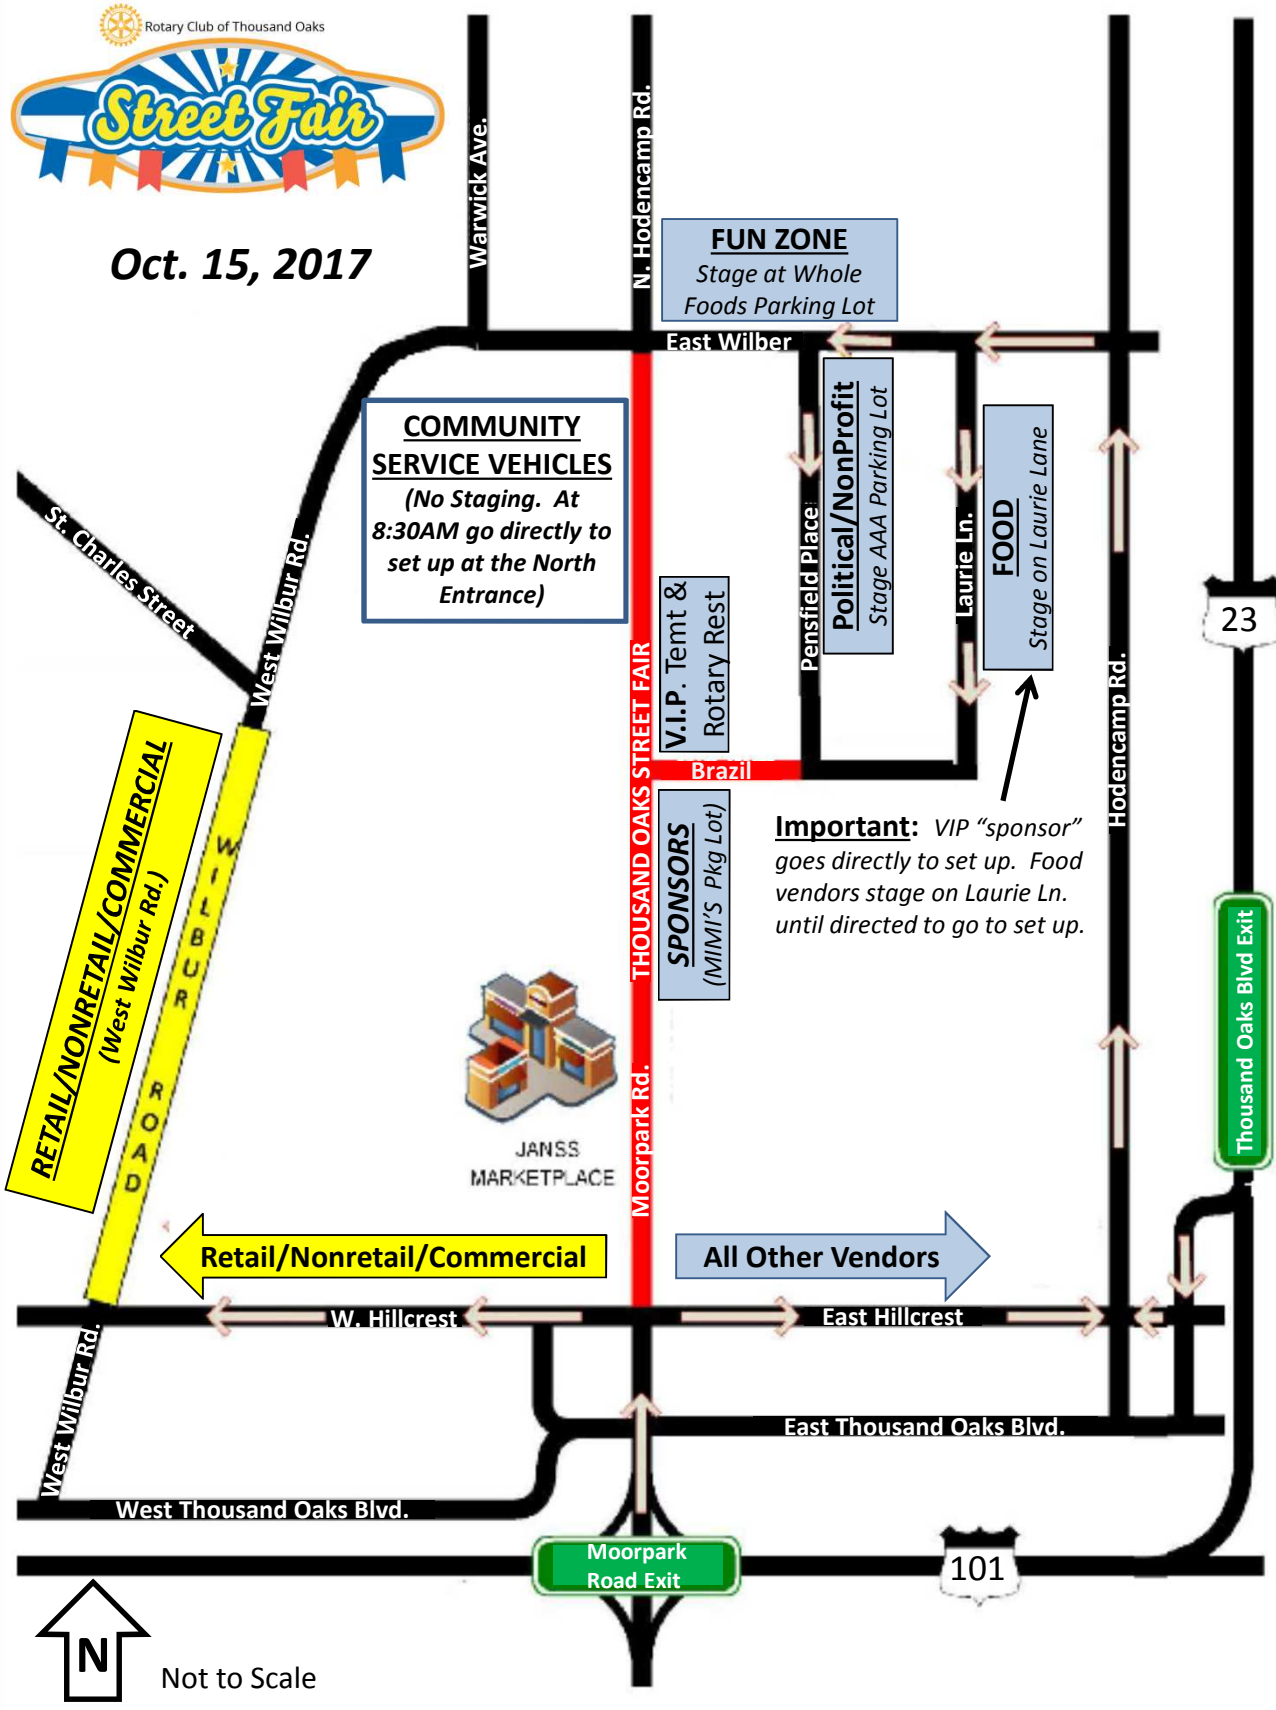 Rotary Club of Thousand Oaks
Street Fair
Oct. 15, 2017
Warwick Ave.
N. Hodencamp Rd.
FUN ZONE
Stage at Whole
Foods Parking Lot
East Wilber
COMMUNITY
SERVICE VEHICLES
(No Staging.  At
8:30AM go directly to
set up at the North
Entrance)
Political/NonProfit
Stage AAA Parking Lot
Pensfield Place
Laurie Ln.
FOOD
Stage on Laurie Lane
St. Charles Street
West Wilbur Rd.
V.I.P. Temt &
Rotary Rest
THOUSAND OAKS STREET FAIR
Brazil
Hodencamp Rd.
23
RETAIL/NONRETAIL/COMMERCIAL
(West Wilbur Rd.)
WILBUR ROAD
SPONSORS
(MIMI'S Pkg Lot)
Important: VIP “sponsor”
goes directly to set up.  Food
vendors stage on Laurie Ln.
until directed to go to set up.
Thousand Oaks Blvd Exit
JANSS
MARKETPLACE
Moorpark Rd.
Retail/Nonretail/Commercial
All Other Vendors
W. Hillcrest
East Hillcrest
West Wilbur Rd.
East Thousand Oaks Blvd.
West Thousand Oaks Blvd.
Moorpark
Road Exit
101
N
Not to Scale